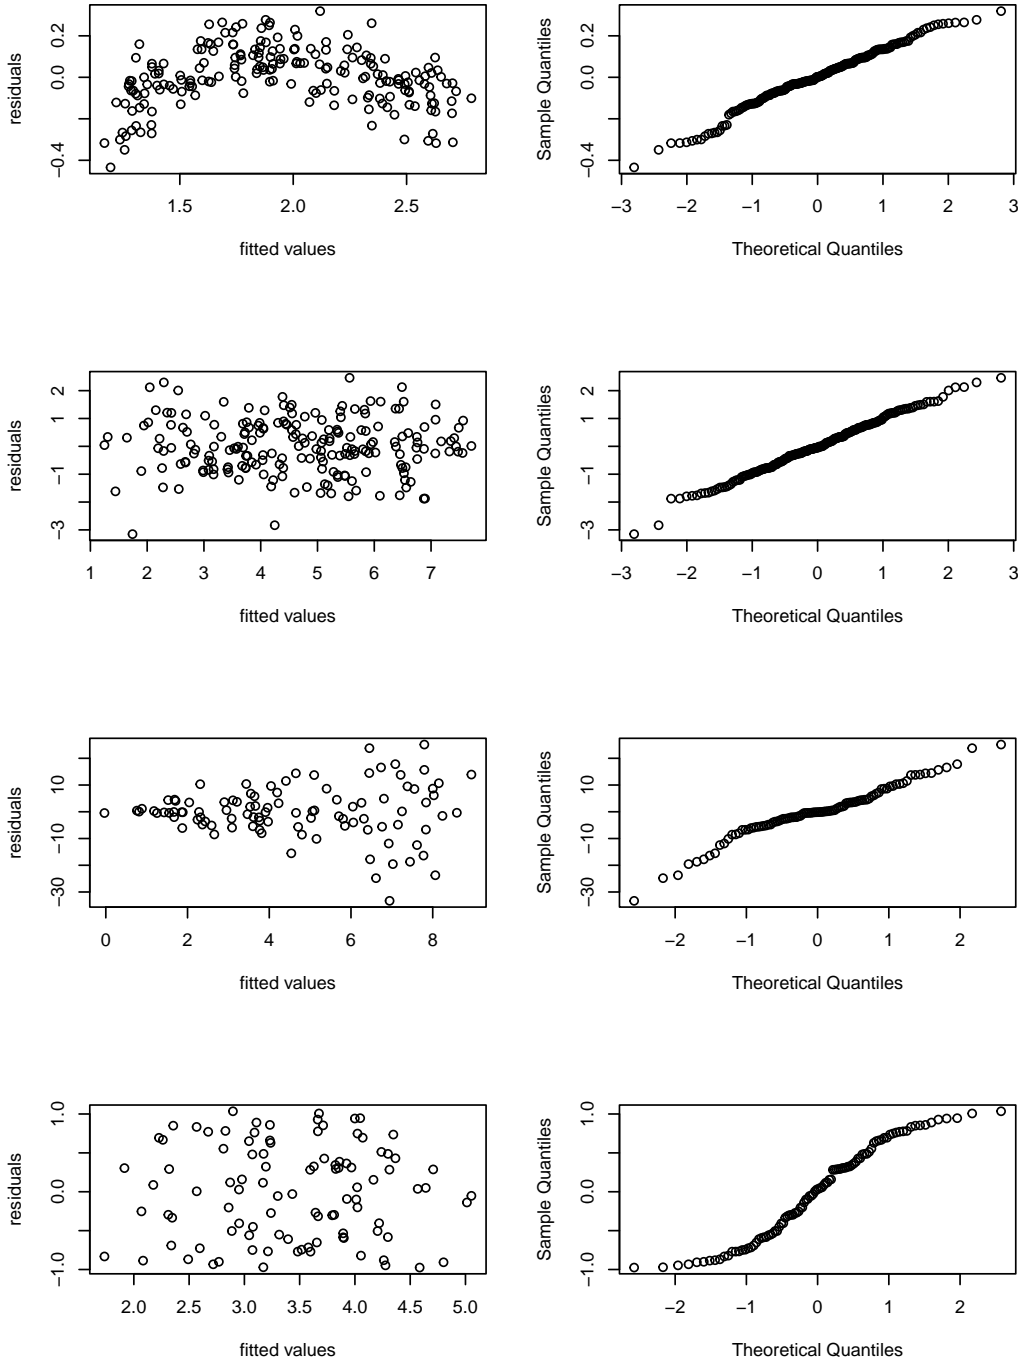 residuals
−0.4 0.0 0.2
1.5 2.0 2.5
fitted values
Sample Quantiles
−0.4 0.0 0.2
−3 −2 −1 0 1 2 3
Theoretical Quantiles
residuals
−3 −1 1 2
1 2 3 4 5 6 7
fitted values
Sample Quantiles
−3 −1 1 2
−3 −2 −1 0 1 2 3
Theoretical Quantiles
residuals
−30 −10 10
0 2 4 6 8
fitted values
Sample Quantiles
−30 −10 10
−2 −1 0 1 2
Theoretical Quantiles
residuals
−1.0 0.0 1.0
2.0 2.5 3.0 3.5 4.0 4.5 5.0
fitted values
Sample Quantiles
−1.0 0.0 1.0
−2 −1 0 1 2
Theoretical Quantiles